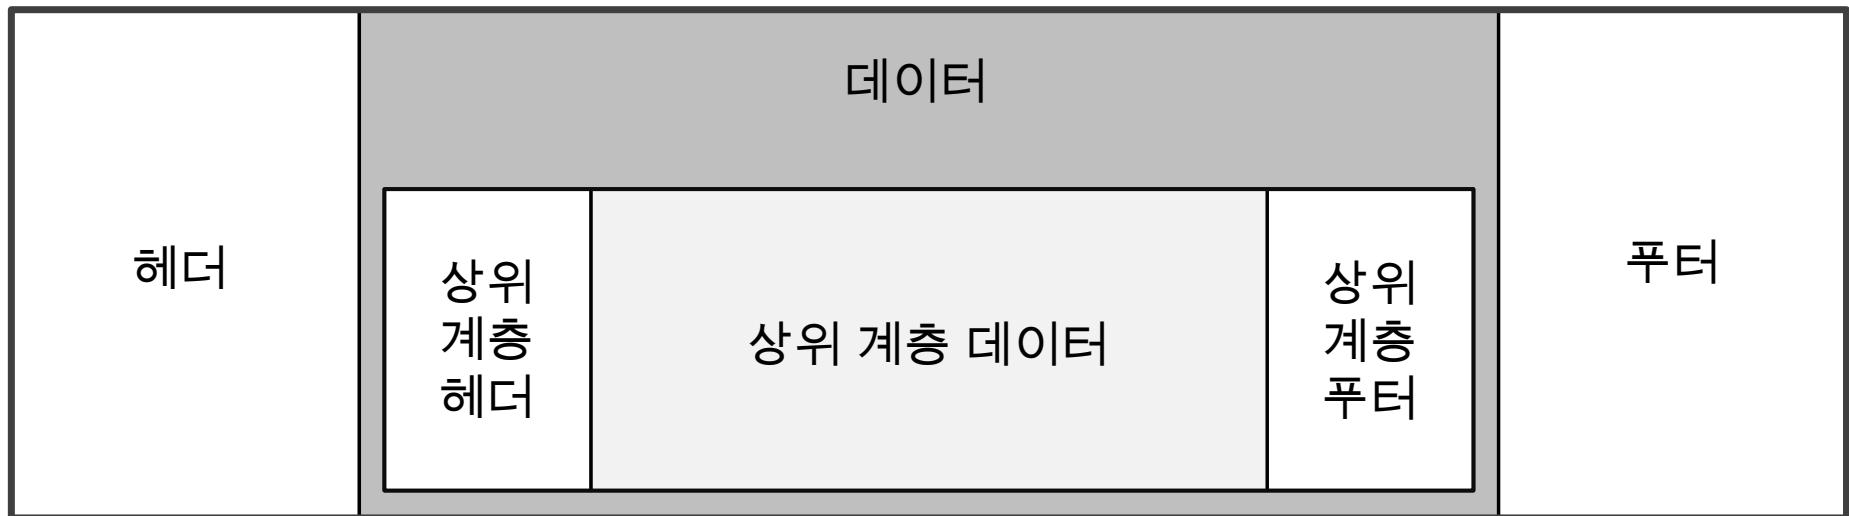 데이터
헤더
상위
계층
헤더
상위 계층 데이터
상위
계층
푸터
푸터